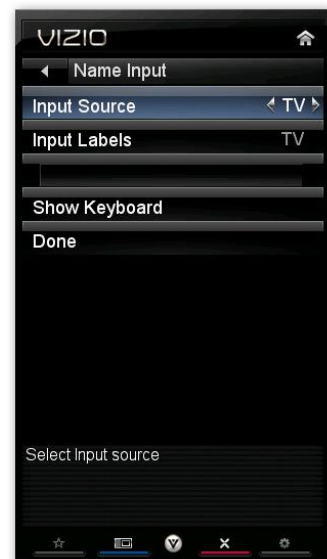 VIZIO
Name Input
Input Source TV
Input Labels TV
Show Keyboard
Done
Select Input source